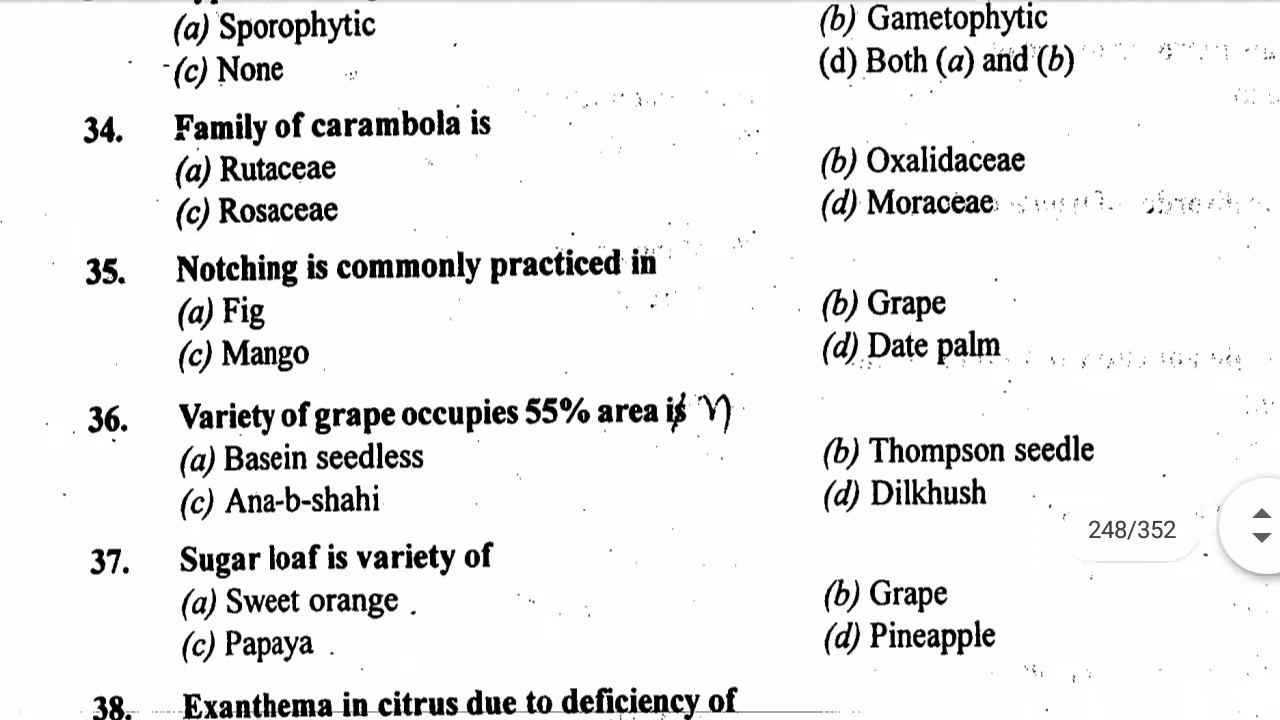 (a) Sporophytic (b) Gametophytic
(c) None (d) Both (a) and (b)
34. Family of carambola is
(a) Rutaceae (b) Oxalidaceae
(c) Rosaceae (d) Moraceae
35. Notching is commonly practiced in
(a) Fig (b) Grape
(c) Mango (d) Date palm
36. Variety of grape occupies 55% area is
(a) Basein seedless (b) Thompson seedle
(c) Ana-b-shahi (d) Dilkhush
248/352
37. Sugar loaf is variety of
(a) Sweet orange (b) Grape
(c) Papaya (d) Pineapple
38. Exanthema in citrus due to deficiency of